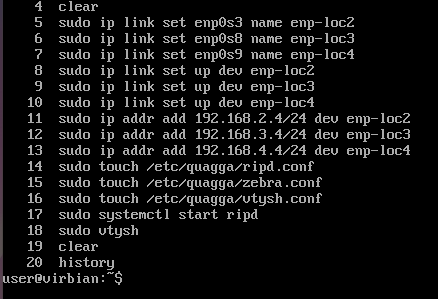 4 clear
5 sudo ip link set enp0s3 name enp-loc2
6 sudo ip link set enp0s8 name enp-loc3
7 sudo ip link set enp0s9 name enp-loc4
8 sudo ip link set up dev enp-loc2
9 sudo ip link set up dev enp-loc3
10 sudo ip link set up dev enp-loc4
11 sudo ip addr add 192.168.2.4/24 dev enp-loc2
12 sudo ip addr add 192.168.3.4/24 dev enp-loc3
13 sudo ip addr add 192.168.4.4/24 dev enp-loc4
14 sudo touch /etc/quagga/ripd.conf
15 sudo touch /etc/quagga/zebra.conf
16 sudo touch /etc/quagga/vtysh.conf
17 sudo systemctl start ripd
18 sudo vtysh
19 clear
20 history
user@virbian:~$